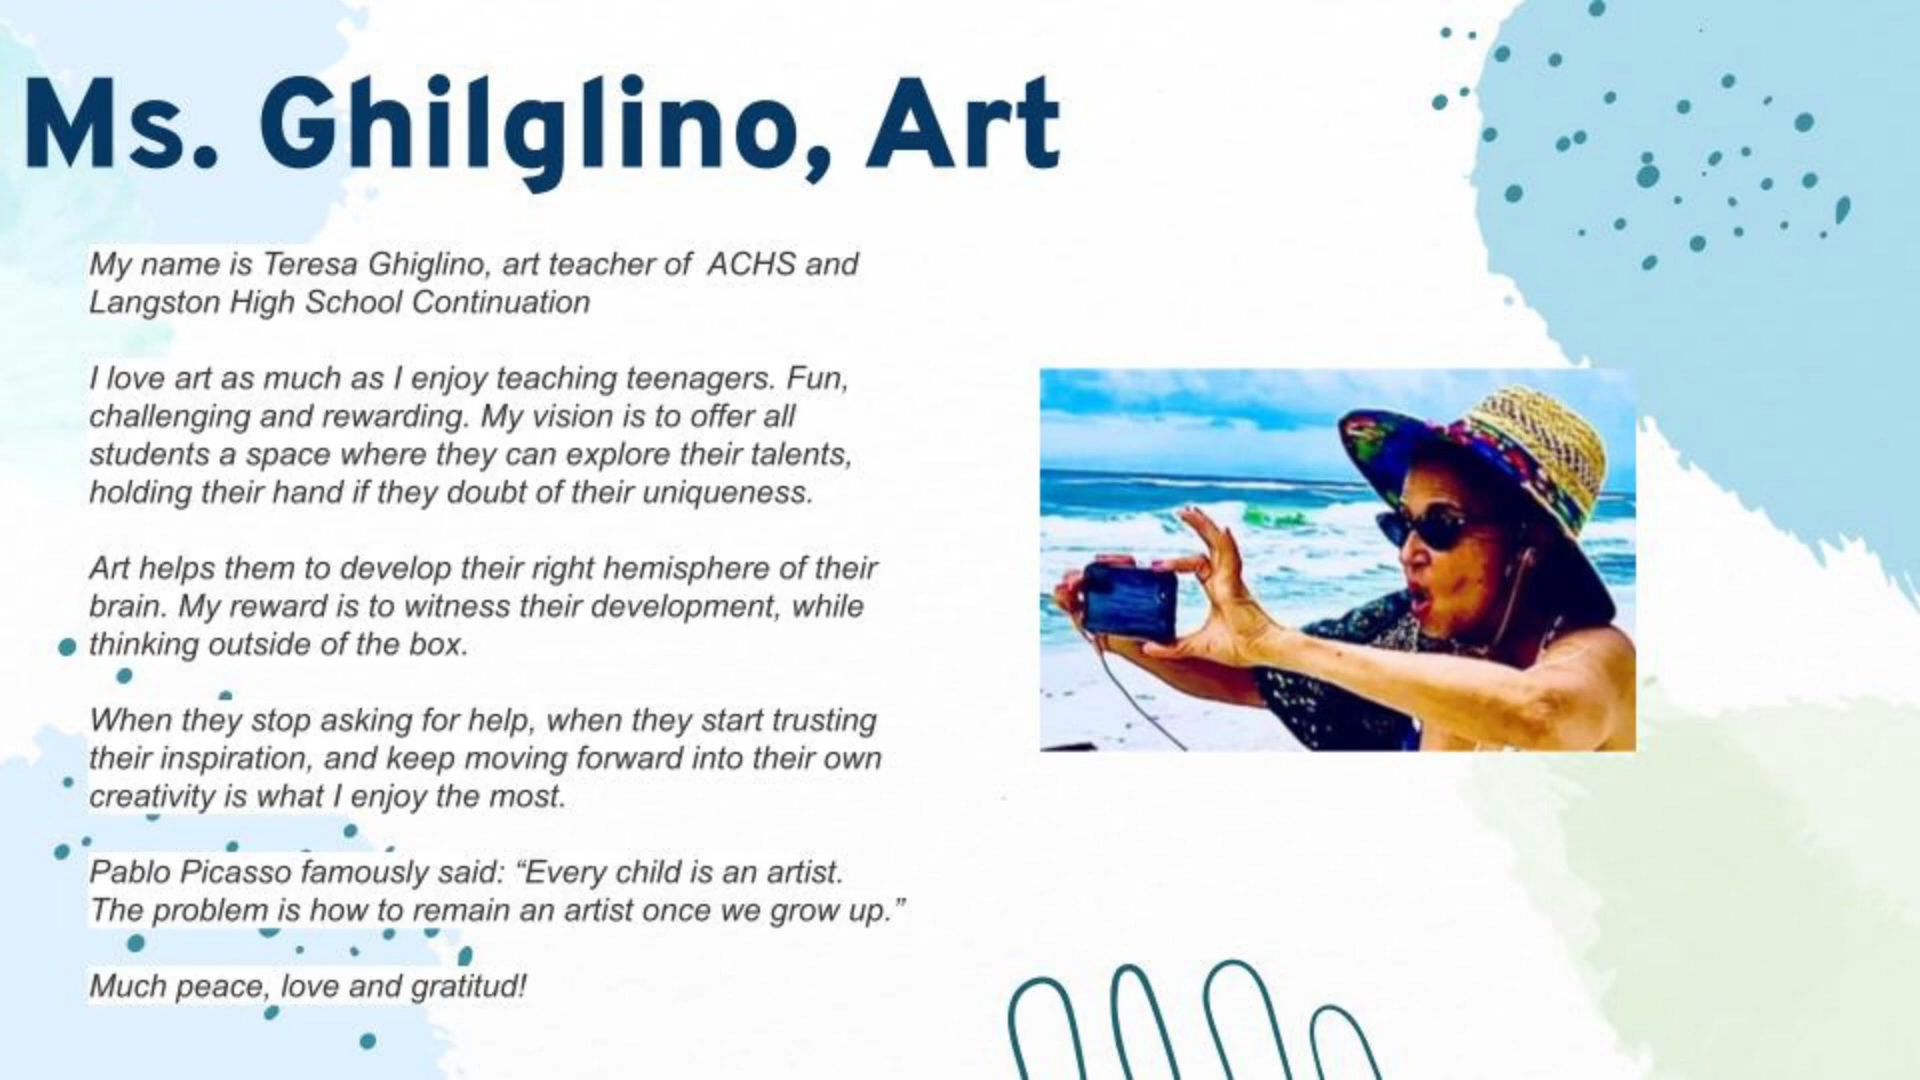 Ms. Ghilglino, Art
My name is Teresa Ghiglino, art teacher of ACHS and
Langston High School Continuation
I love art as much as I enjoy teaching teenagers. Fun,
challenging and rewarding. My vision is to offer all
students a space where they can explore their talents,
holding their hand if they doubt of their uniqueness.
Art helps them to develop their right hemisphere of their
brain. My reward is to witness their development, while
thinking outside of the box.
When they stop asking for help, when they start trusting
their inspiration, and keep moving forward into their own
creativity is what I enjoy the most.
Pablo Picasso famously said: “Every child is an artist.
The problem is how to remain an artist once we grow up.”
Much peace, love and gratitud!